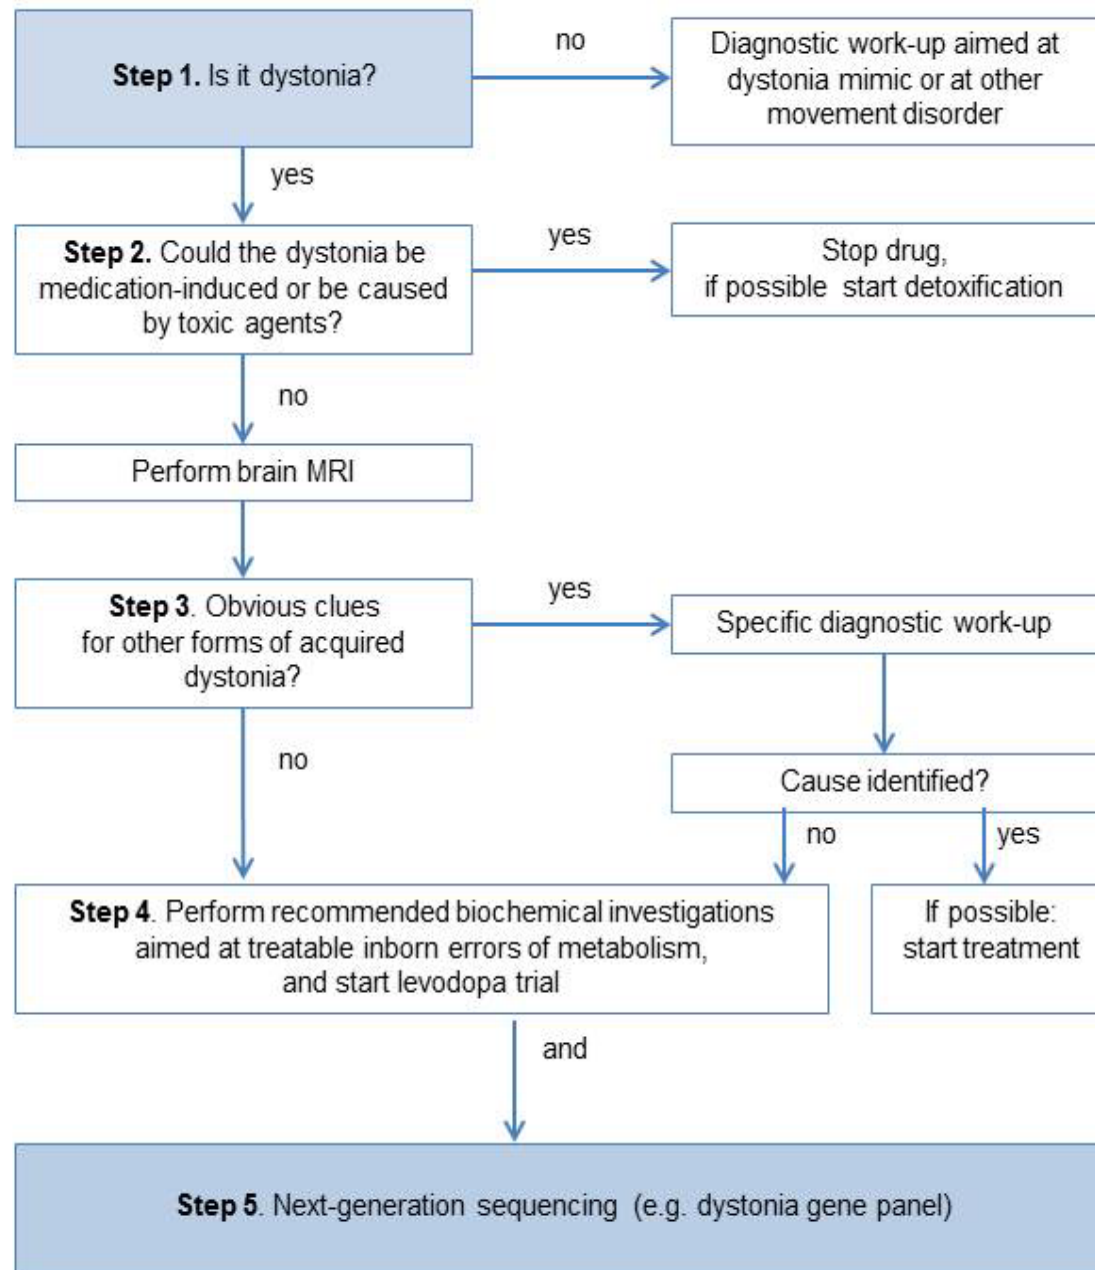 Step 1. Is it dystonia?
no
Diagnostic work-up aimed at
dystonia mimic or at other
movement disorder
yes
Step 2. Could the dystonia be
medication-induced or be caused
by toxic agents?
yes
Stop drug,
if possible start detoxification
no
Perform brain MRI
Step 3. Obvious clues
for other forms of acquired
dystonia?
yes
Specific diagnostic work-up
no
Cause identified?
no
yes
Step 4. Perform recommended biochemical investigations
aimed at treatable inborn errors of metabolism,
and start levodopa trial
If possible:
start treatment
and
Step 5. Next-generation sequencing (e.g. dystonia gene panel)